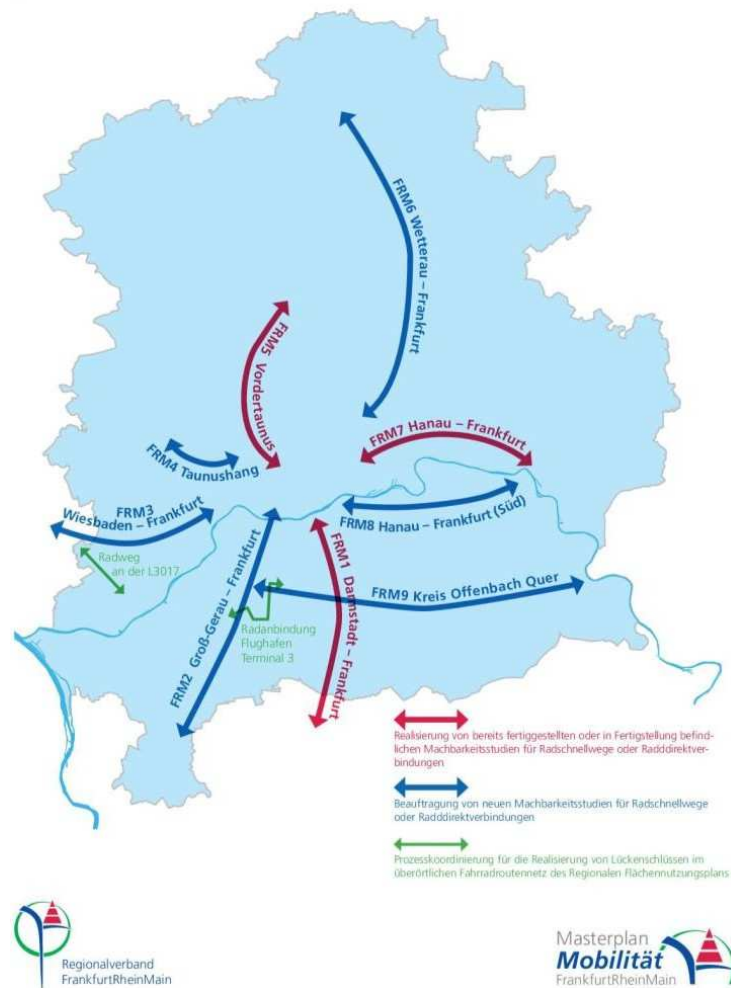 FRM6 Wetterau – Frankfurt
FRM5 Vordertaunus
FRM7 Hanau – Frankfurt
FRM4 Taunushang
FRM3
Wiesbaden – Frankfurt
FRM8 Hanau – Frankfurt (Süd)
Radweg
an der L3017
FRM2 Groß-Gerau – Frankfurt
FRM1 Darmstadt – Frankfurt
FRM9 Kreis Offenbach Quer
Radanbindung
Flughafen
Terminal 3
Realisierung von bereits fertiggestellten oder in Fertigstellung befind-
lichen Machbarkeitsstudien für Radschnellwege oder Radddirektver-
bindungen
Beauftragung von neuen Machbarkeitsstudien für Radschnellwege
oder Radddirektverbindungen
Prozesskoordinierung für die Realisierung von Lückenschlüssen im
überörtlichen Fahrradroutennetz des Regionalen Flächennutzungsplans
Regionalverband
FrankfurtRheinMain
Masterplan
Mobilität
FrankfurtRheinMain